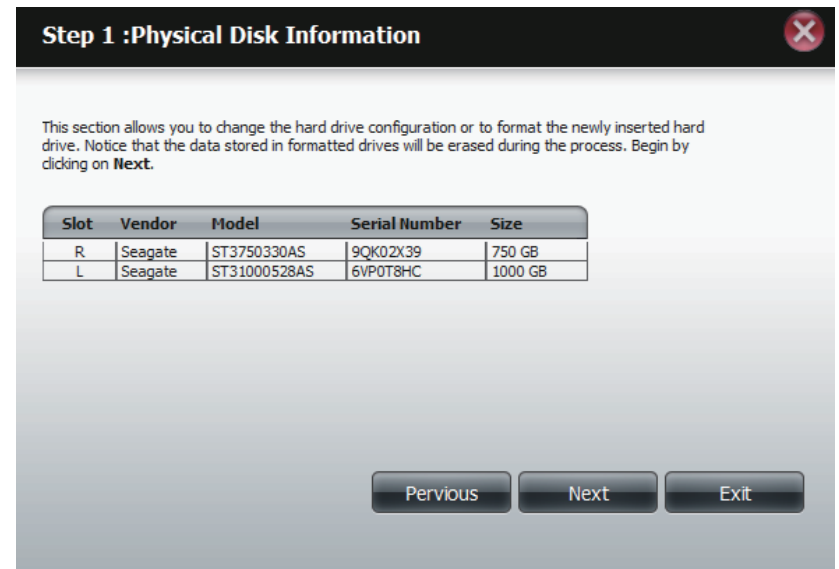 Step 1 :Physical Disk Information
This section allows you to change the hard drive configuration or to format the newly inserted hard
drive. Notice that the data stored in formatted drives will be erased during the process. Begin by
clicking on Next.
Slot Vendor Model Serial Number Size
R Seagate ST3750330AS 9QK02X39 750 GB
L Seagate ST31000528AS 6VP0T8HC 1000 GB
Pervious Next Exit